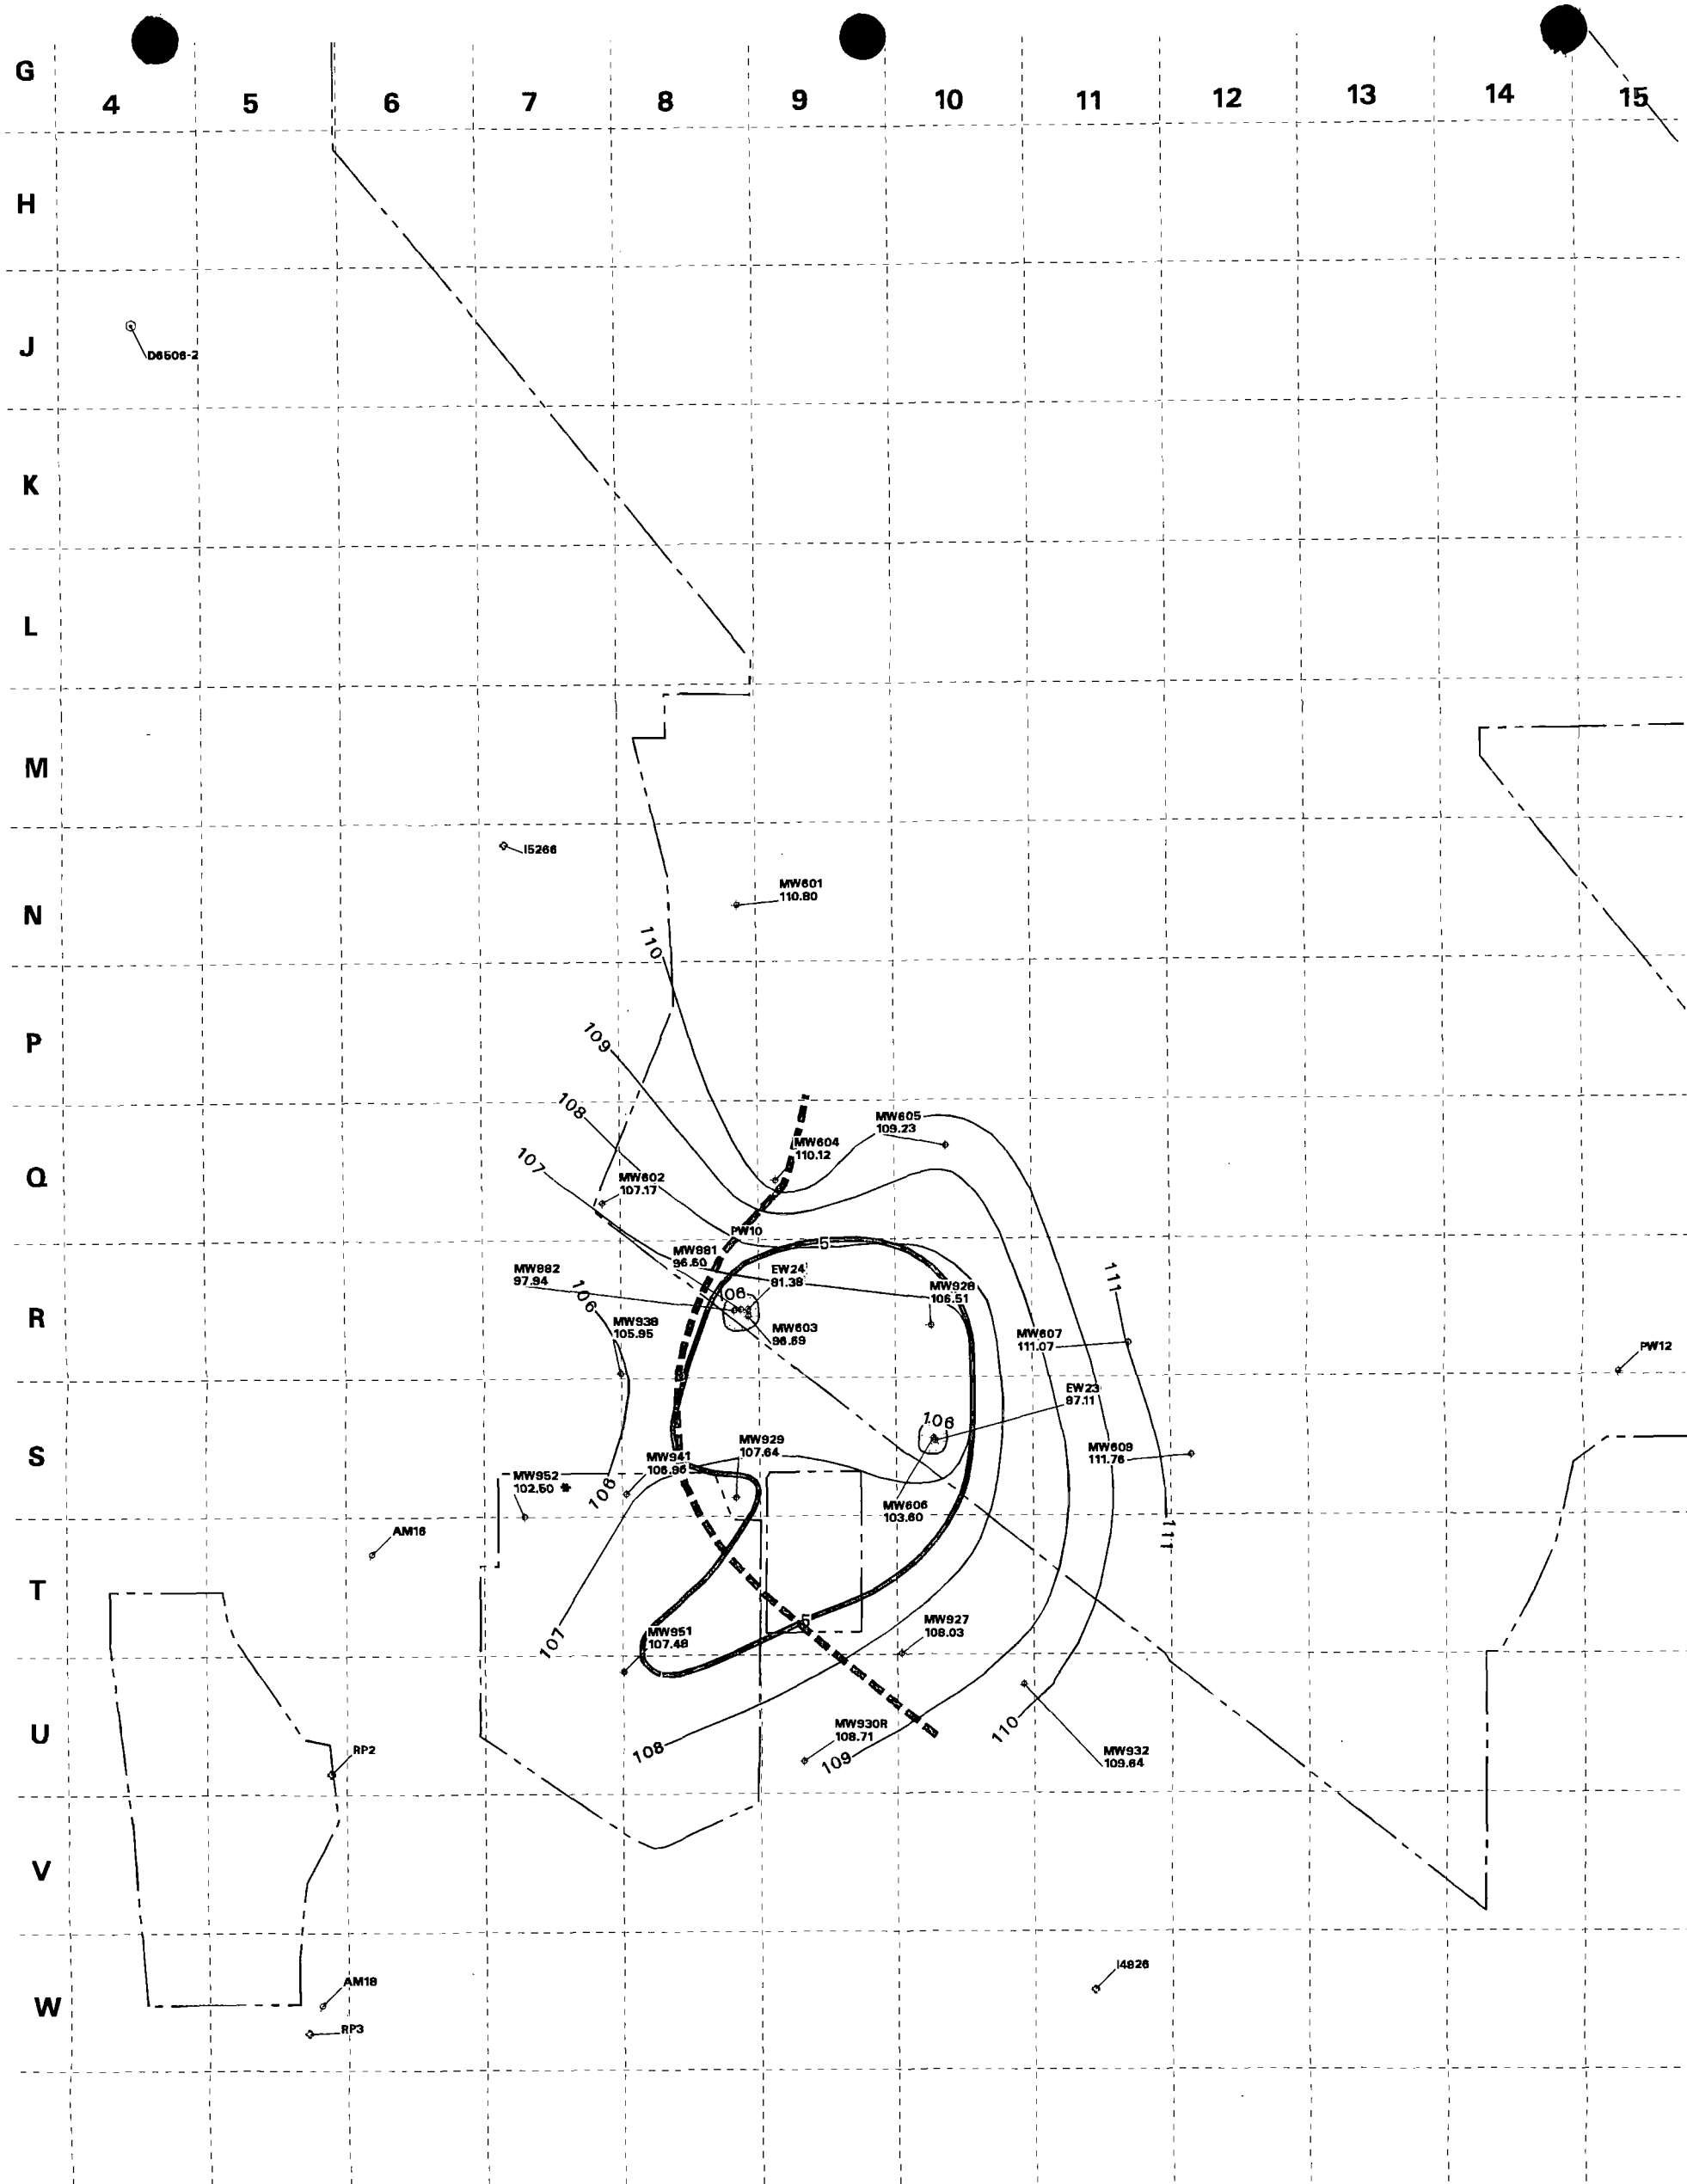 G
4 5 6 7 8 9 10 11 12 13 14 15
H
J
D6506-2
K
L
M
I5266
N
MW601
110.80
110
P
109
108
MW605
109.23
MW604
110.12
107
Q
MW602
107.17
PW10
5
MW881
96.50
EW24
81.38
MW882
97.94
106
106
111
MW928
106.51
R
MW938
105.95
MW603
96.69
MW607
111.07
PW12
EW23
87.11
106
S
MW929
107.64
MW941
106.96
MW609
111.76
MW952
102.50 *
106
MW606
103.60
AM16
111
T
5
MW927
108.03
MW951
107.48
107
U
MW930R
108.71
110
108
109
MW932
109.64
RP2
V
I4826
W
AM18
RP3